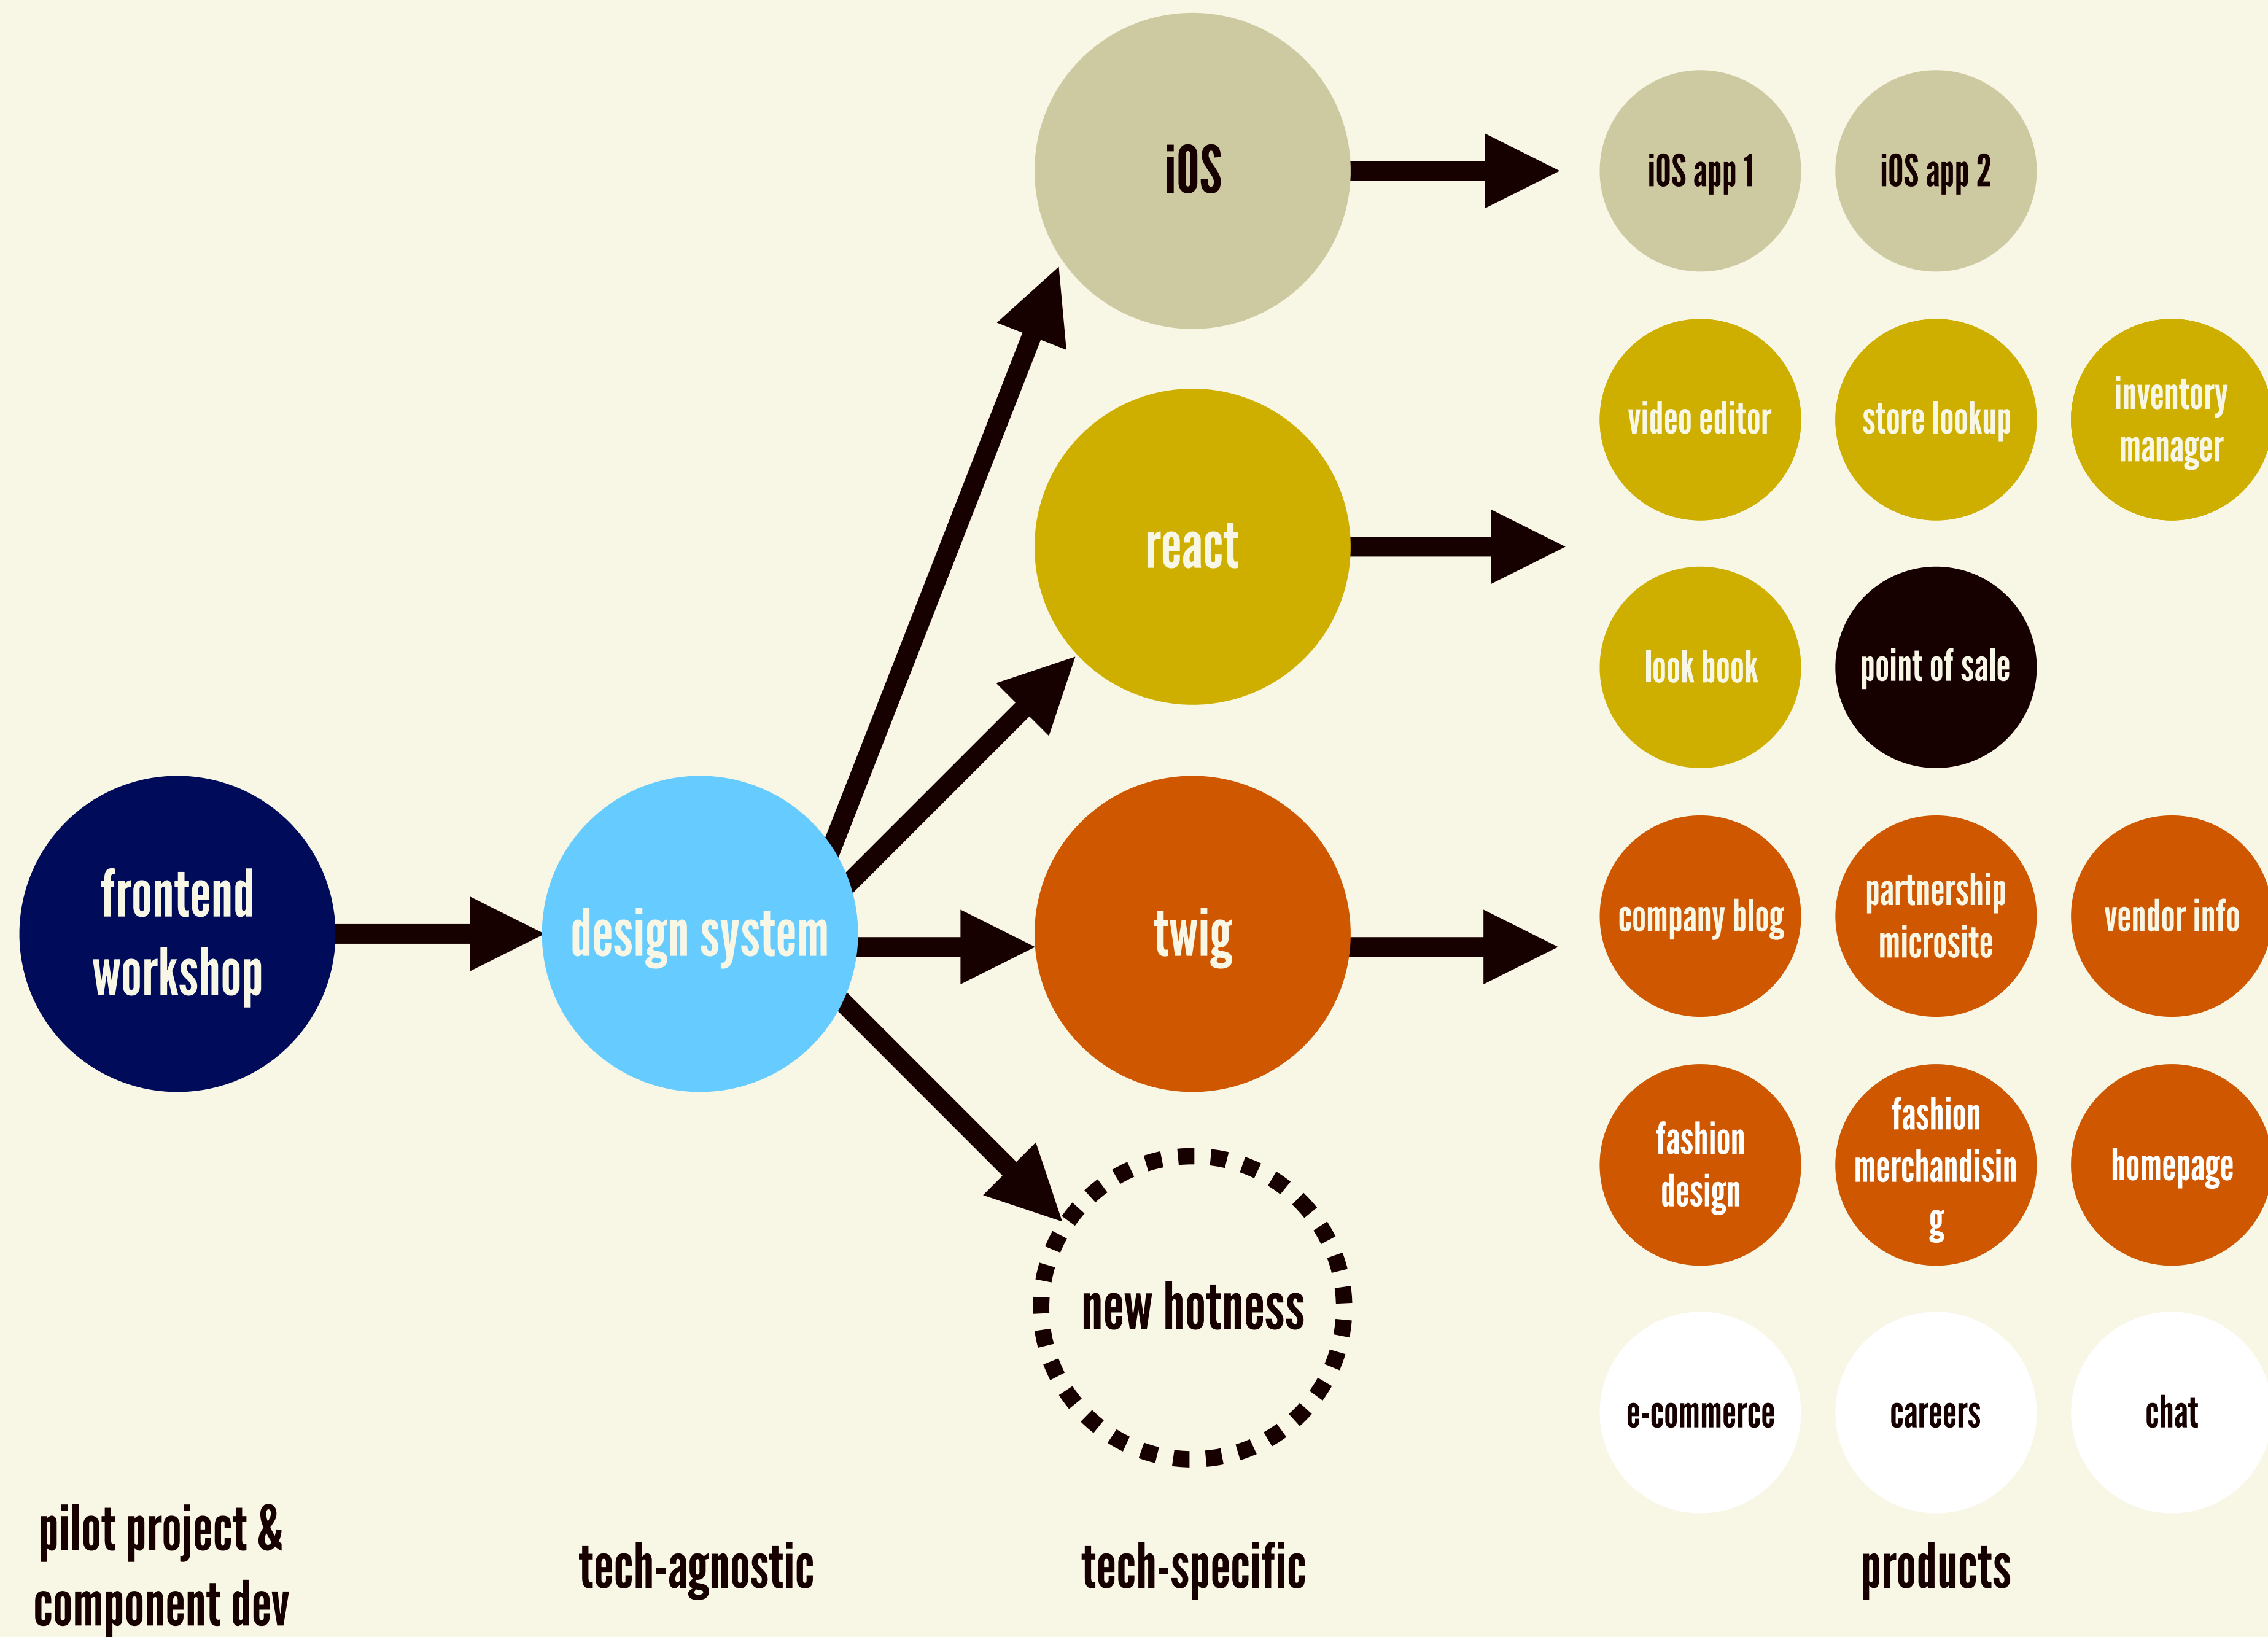 iOS
iOS app 1
iOS app 2
react
video editor
store lookup
inventory
manager
look book
point of sale
frontend
workshop
design system
twig
company blog
partnership
microsite
vendor info
fashion
design
fashion
merchandisin
g
homepage
new hotness
e-commerce
careers
chat
pilot project &
component dev
tech-agnostic
tech-specific
products